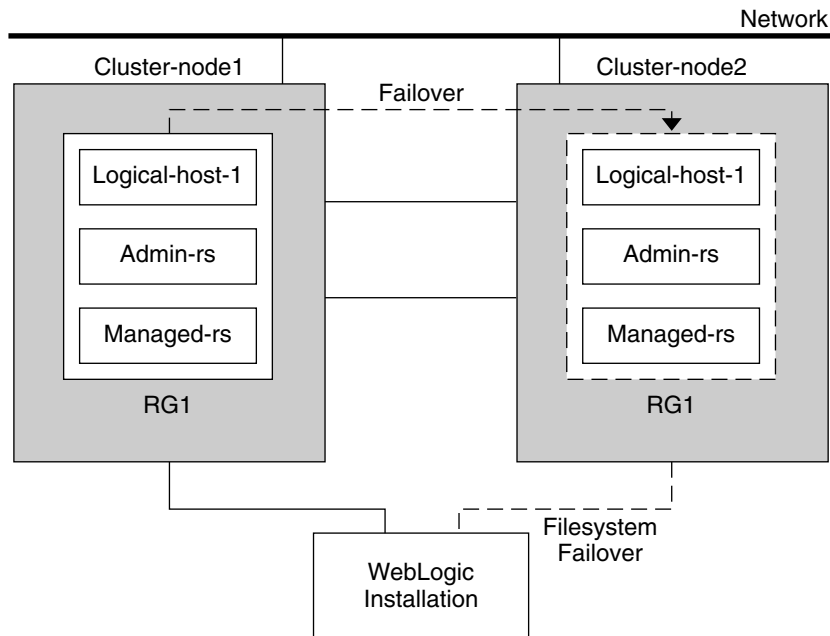 Network
Cluster-node1
Cluster-node2
Failover
Logical-host-1
Admin-rs
Managed-rs
RG1
Logical-host-1
Admin-rs
Managed-rs
RG1
Filesystem
Failover
WebLogic
Installation